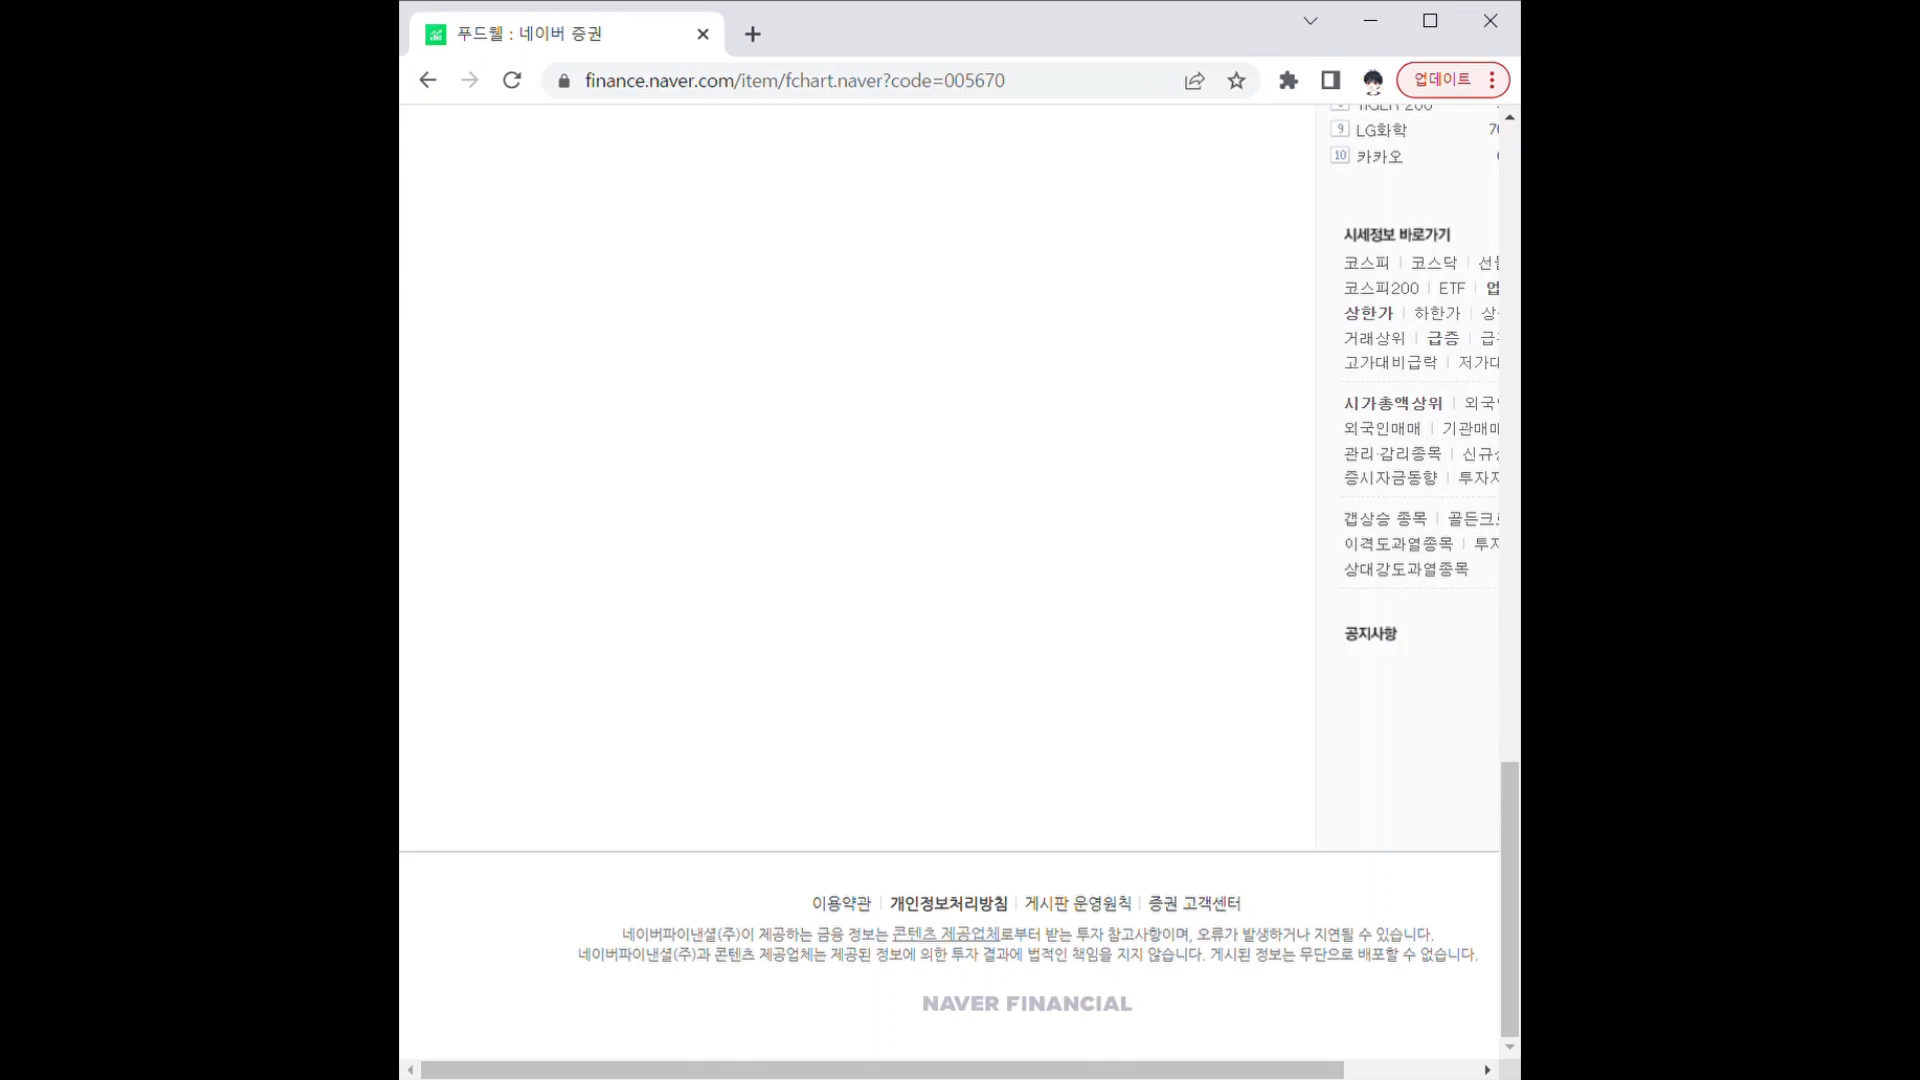 푸드웰 : 네이버 증권
finance.naver.com/item/fchart.naver?code=005670
업데이트
TIGER 200
9 LG화학
10 카카오
시세정보 바로가기
코스피 | 코스닥
코스피200 | ETF
상한가 | 하한가
거래상위 | 급증
고가대비급락
시가총액상위
외국인매매
관리·감리종목
증시자금동향
갭상승 종목
이격도과열종목
상대강도과열종목
공지사항
이용약관 | 개인정보처리방침 | 게시판 운영원칙 | 증권 고객센터
네이버파이낸셜(주)이 제공하는 금융 정보는 콘텐츠 제공업체로부터 받는 투자 참고사항이며, 오류가 발생하거나 지연될 수 있습니다.
네이버파이낸셜(주)과 콘텐츠 제공업체는 제공된 정보에 의한 투자 결과에 법적인 책임을 지지 않습니다. 게시된 정보는 무단으로 배포할 수 없습니다.
NAVER FINANCIAL